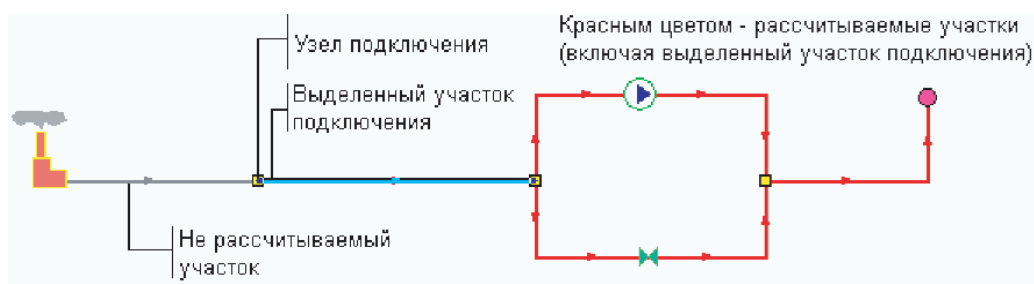 Красным цветом - рассчитываемые участки
(включая выделенный участок подключения)
Узел подключения
Выделенный участок
подключения
Не рассчитываемый
участок